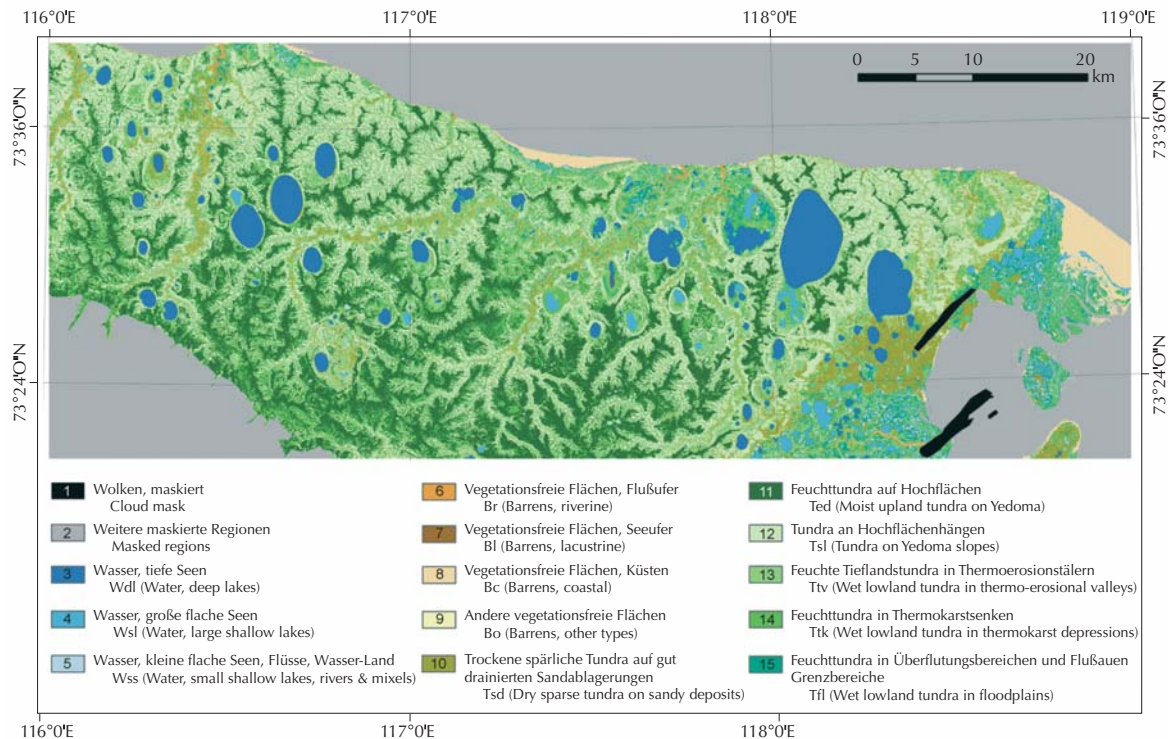 116°0'E 117°0'E 118°0'E 119°0'E
0 5 10 20
km
73°36'0"N
73°36'0"N
73°24'0"N
73°24'0"N
1 Wolken, maskiert
Cloud mask
2 Weitere maskierte Regionen
Masked regions
3 Wasser, tiefe Seen
Wdl (Water, deep lakes)
4 Wasser, große flache Seen
Wsl (Water, large shallow lakes)
5 Wasser, kleine flache Seen, Flüsse, Wasser-Land
Wss (Water, small shallow lakes, rivers & mixels)
6 Vegetationsfreie Flächen, Flußufer
Br (Barrens, riverine)
7 Vegetationsfreie Flächen, Seeufer
Bl (Barrens, lacustrine)
8 Vegetationsfreie Flächen, Küsten
Bc (Barrens, coastal)
9 Andere vegetationsfreie Flächen
Bo (Barrens, other types)
10 Trockene spärliche Tundra auf gut
drainierten Sandablagerungen
Tsd (Dry sparse tundra on sandy deposits)
11 Feuchttundra auf Hochflächen
Ted (Moist upland tundra on Yedoma)
12 Tundra an Hochflächenhängen
Tsl (Tundra on Yedoma slopes)
13 Feuchte Tieflandstundra in Thermoerosionstälern
Ttv (Wet lowland tundra in thermo-erosional valleys)
14 Feuchttundra in Thermokarstsenken
Ttk (Wet lowland tundra in thermokarst depressions)
15 Feuchttundra in Überflutungsbereichen und Flußauen
Grenzbereiche
Tfl (Wet lowland tundra in floodplains)
116°0'E 117°0'E 118°0'E